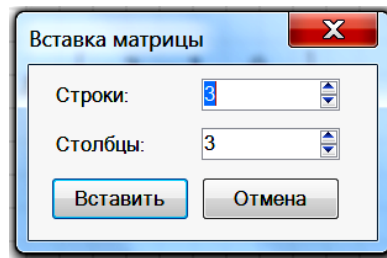 Вставка матрицы
Строки: 3
Столбцы: 3
Вставить Отмена